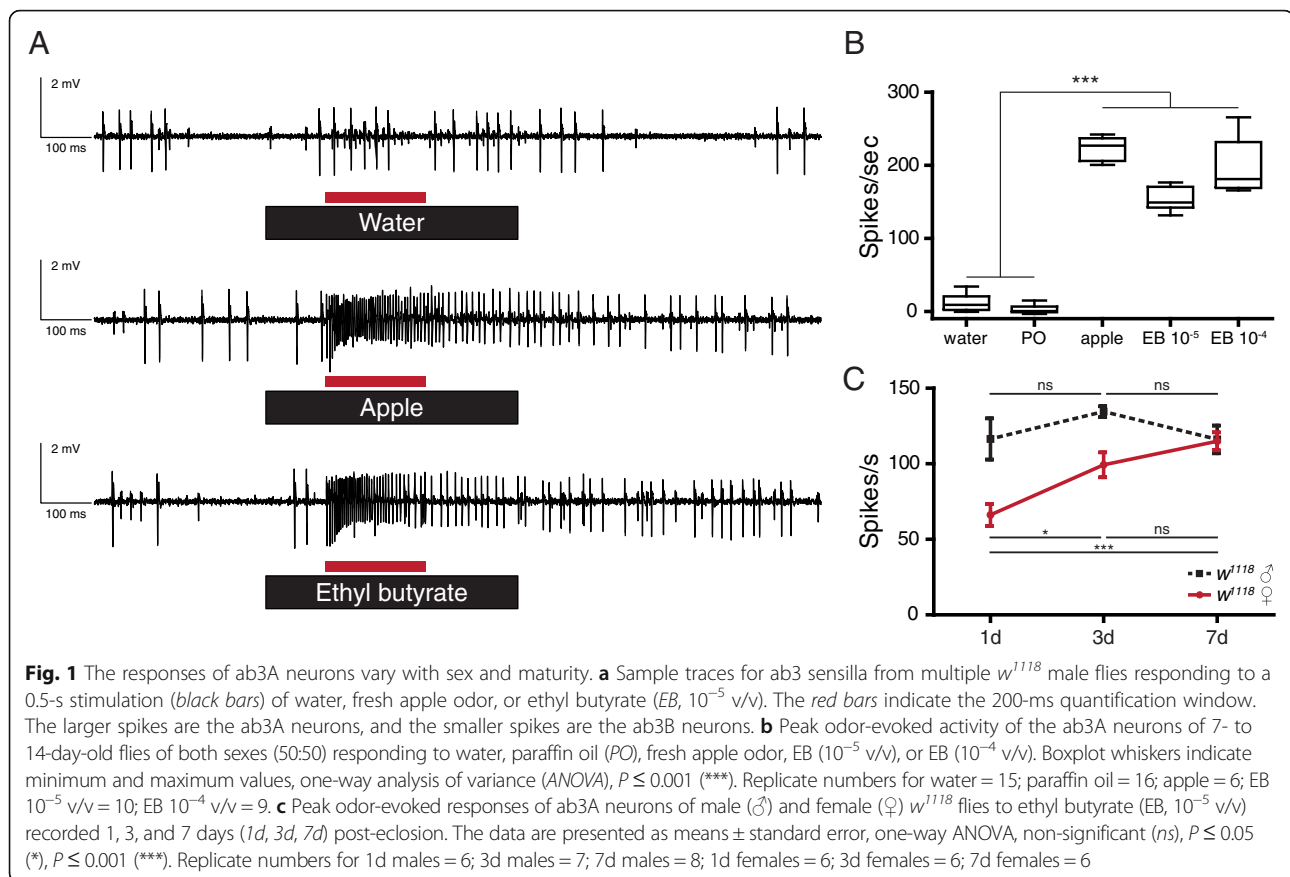 A
2 mV
100 ms
Water
2 mV
100 ms
Apple
2 mV
100 ms
Ethyl butyrate
B
***
300
200
100
0
Spikes/sec
water PO apple EB 10⁻⁵ EB 10⁻⁴
C
150
100
50
0
Spikes/s
ns ns
* ns
***
w¹¹¹⁸ ♂
w¹¹¹⁸ ♀
1d 3d 7d
Fig. 1 The responses of ab3A neurons vary with sex and maturity. a Sample traces for ab3 sensilla from multiple w¹¹¹⁸ male flies responding to a
0.5-s stimulation (black bars) of water, fresh apple odor, or ethyl butyrate (EB, 10⁻⁵ v/v). The red bars indicate the 200-ms quantification window.
The larger spikes are the ab3A neurons, and the smaller spikes are the ab3B neurons. b Peak odor-evoked activity of the ab3A neurons of 7- to
14-day-old flies of both sexes (50:50) responding to water, paraffin oil (PO), fresh apple odor, EB (10⁻⁵ v/v), or EB (10⁻⁴ v/v). Boxplot whiskers indicate
minimum and maximum values, one-way analysis of variance (ANOVA), P ≤ 0.001 (***). Replicate numbers for water = 15; paraffin oil = 16; apple = 6; EB
10⁻⁵ v/v = 10; EB 10⁻⁴ v/v = 9. c Peak odor-evoked responses of ab3A neurons of male (♂) and female (♀) w¹¹¹⁸ flies to ethyl butyrate (EB, 10⁻⁵ v/v)
recorded 1, 3, and 7 days (1d, 3d, 7d) post-eclosion. The data are presented as means ± standard error, one-way ANOVA, non-significant (ns), P ≤ 0.05
(*), P ≤ 0.001 (***). Replicate numbers for 1d males = 6; 3d males = 7; 7d males = 8; 1d females = 6; 3d females = 6; 7d females = 6